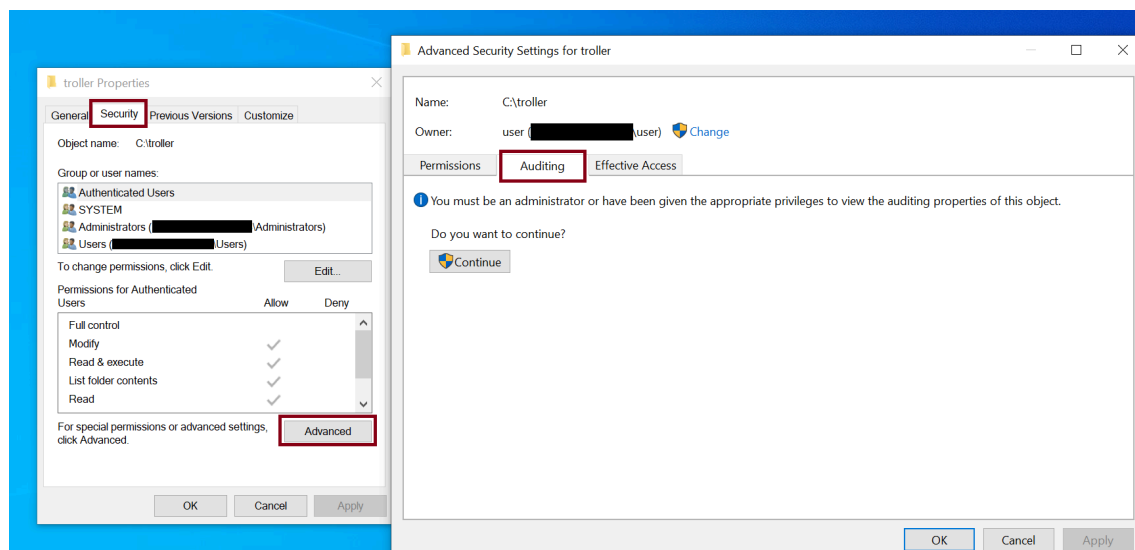 troller Properties
General Security Previous Versions Customize
Object name: C:\troller
Group or user names:
Authenticated Users
SYSTEM
Administrators ( \Administrators)
Users ( \Users)
To change permissions, click Edit.
Edit...
Permissions for Authenticated
Users Allow Deny
Full control
Modify
Read & execute
List folder contents
Read
For special permissions or advanced settings,
click Advanced.
Advanced
OK Cancel Apply
Advanced Security Settings for troller
Name: C:\troller
Owner: user ( \user) Change
Permissions Auditing Effective Access
You must be an administrator or have been given the appropriate privileges to view the auditing properties of this object.
Do you want to continue?
Continue
OK Cancel Apply